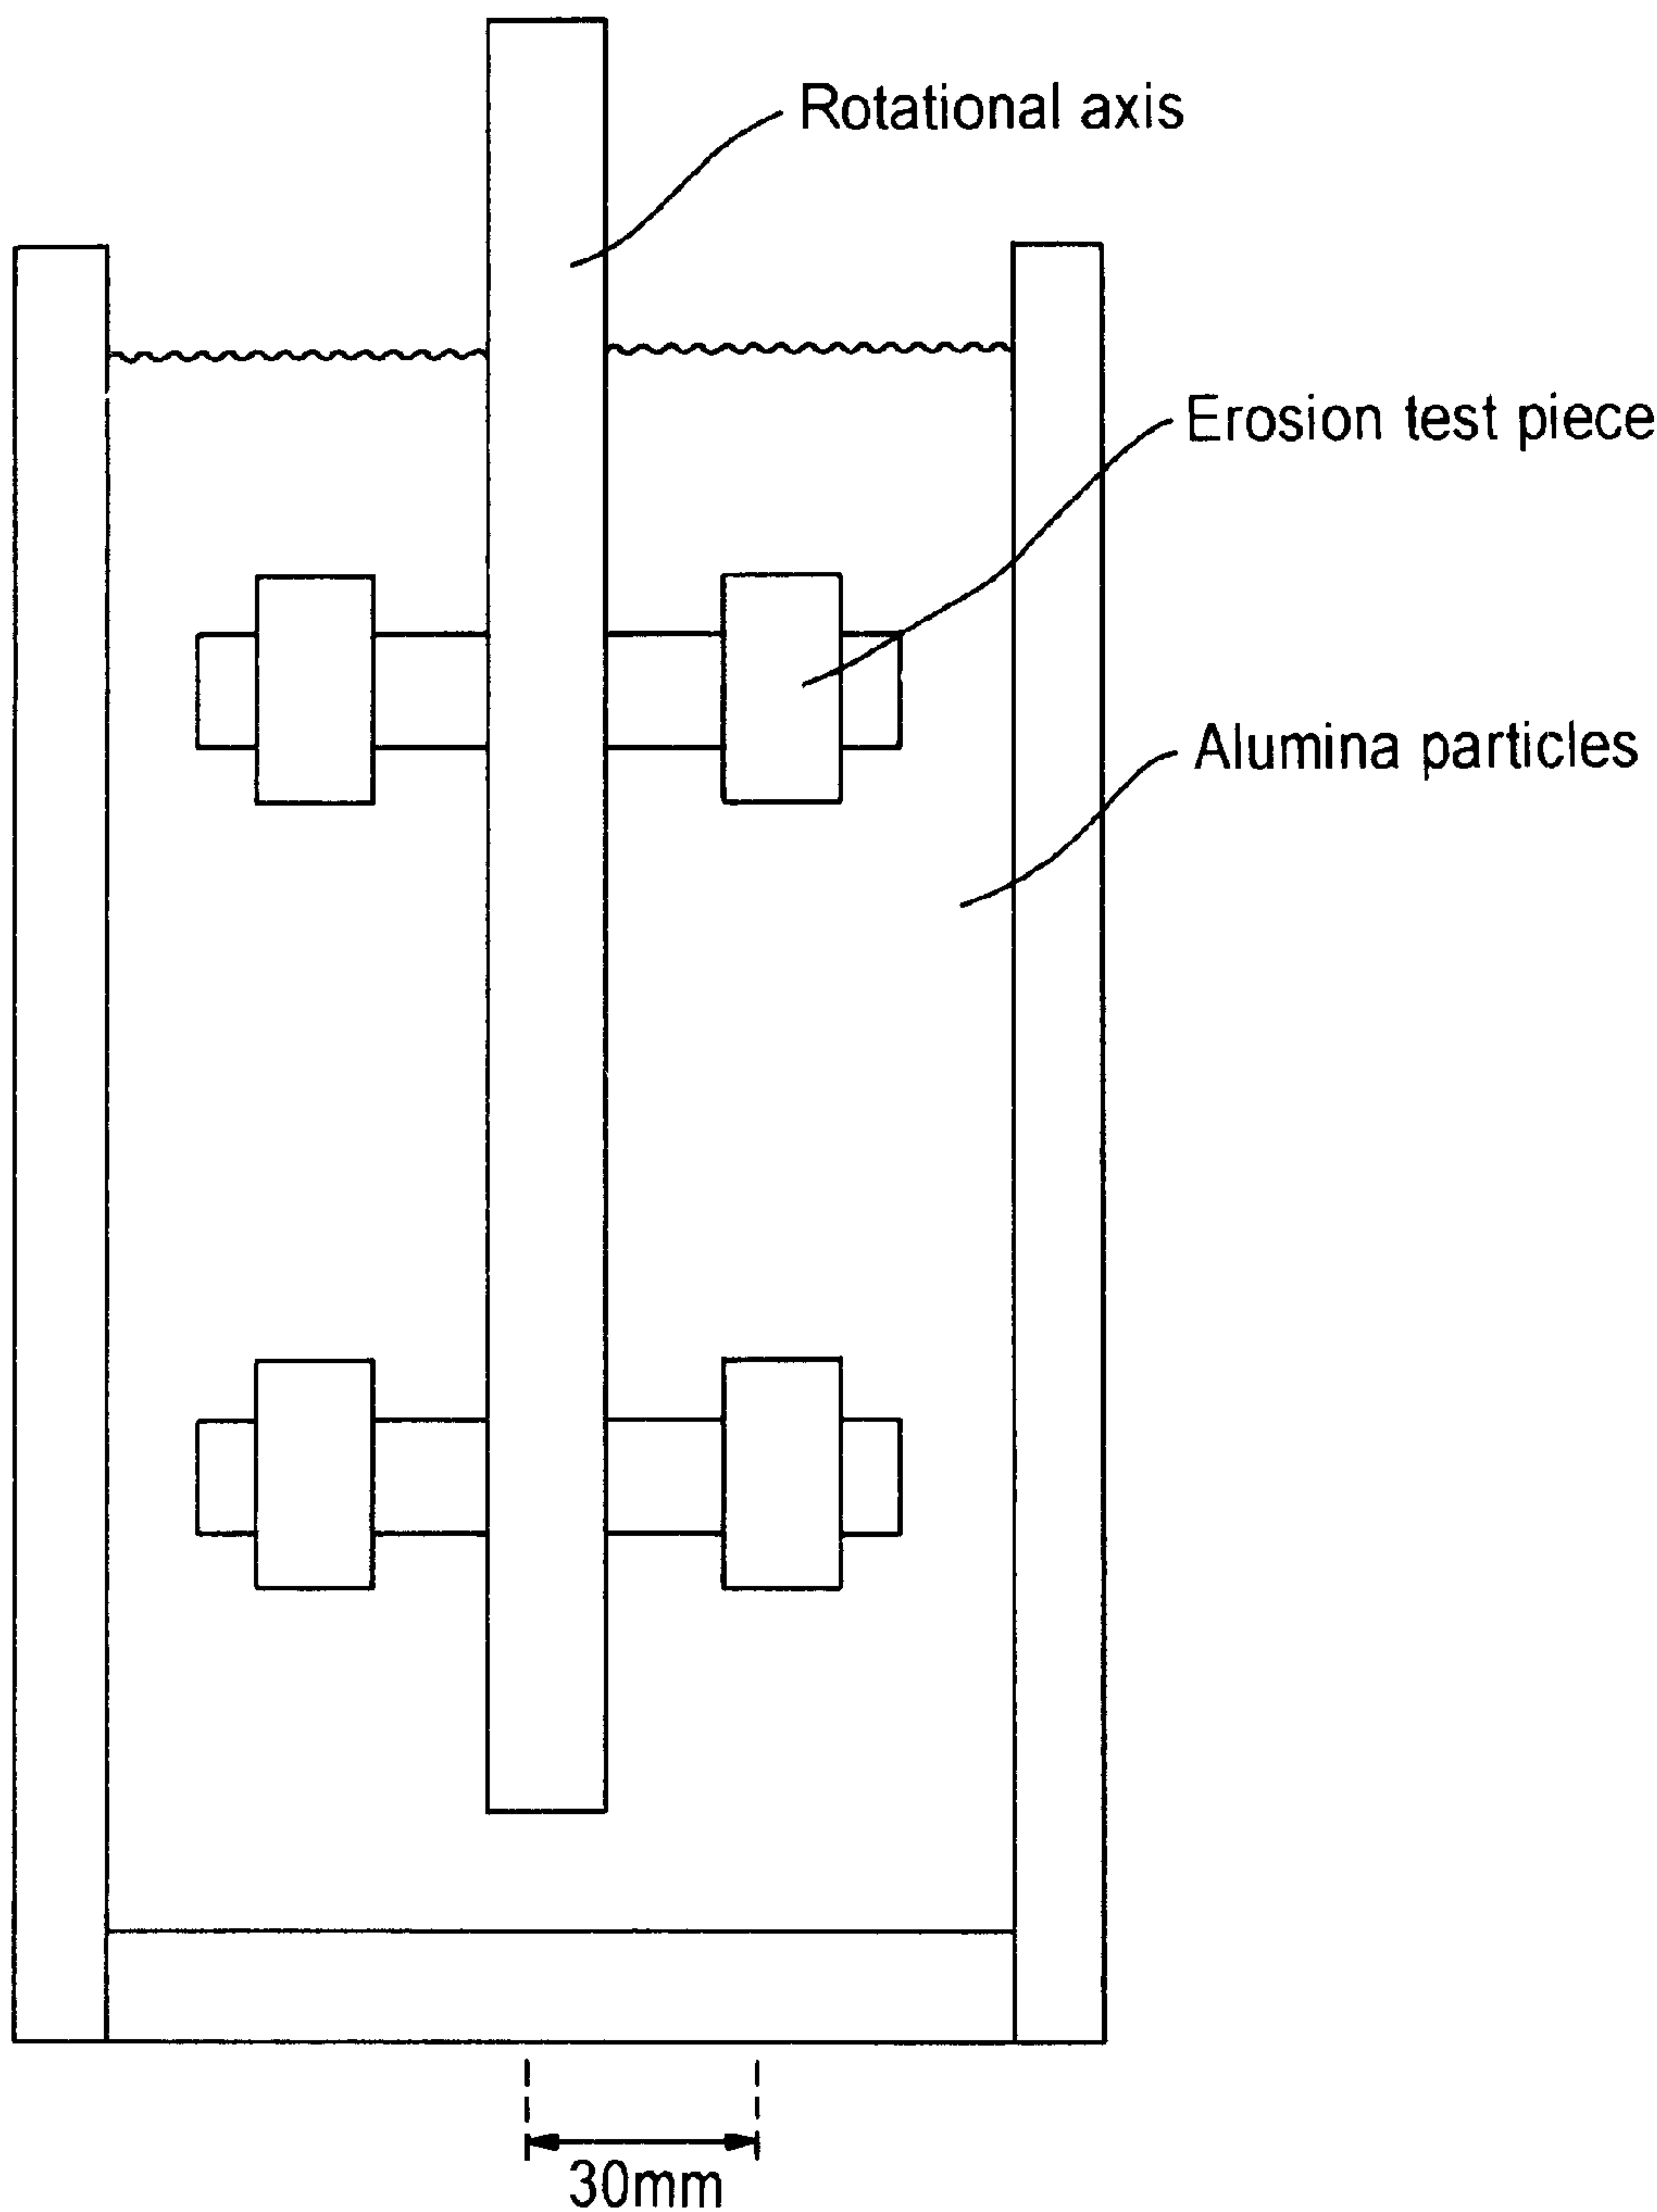 Rotational axis
Erosion test piece
Alumina particles
30mm